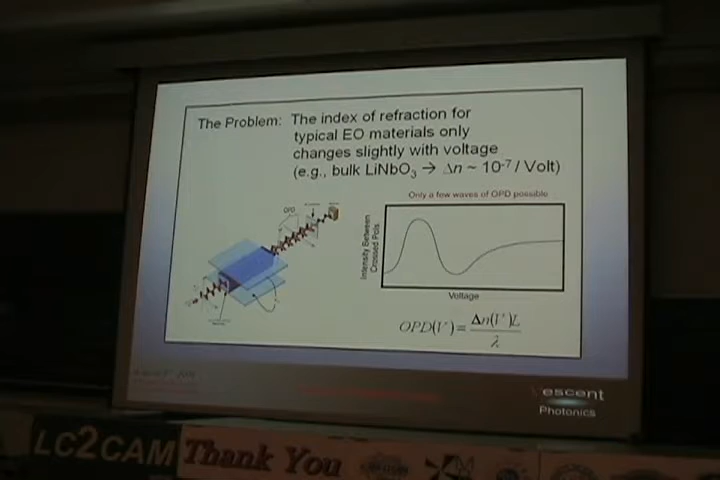 The Problem: The index of refraction for
typical EO materials only
changes slightly with voltage
(e.g., bulk LiNbO₃ → Δn ~ 10⁻⁷ / Volt)
Only a few waves of OPD possible
OPD
Intensity Between
Crossed Pols.
Voltage
OPD(V) = Δn(V)L
λ
Vescent
Photonics
LC2CAM
Thank You